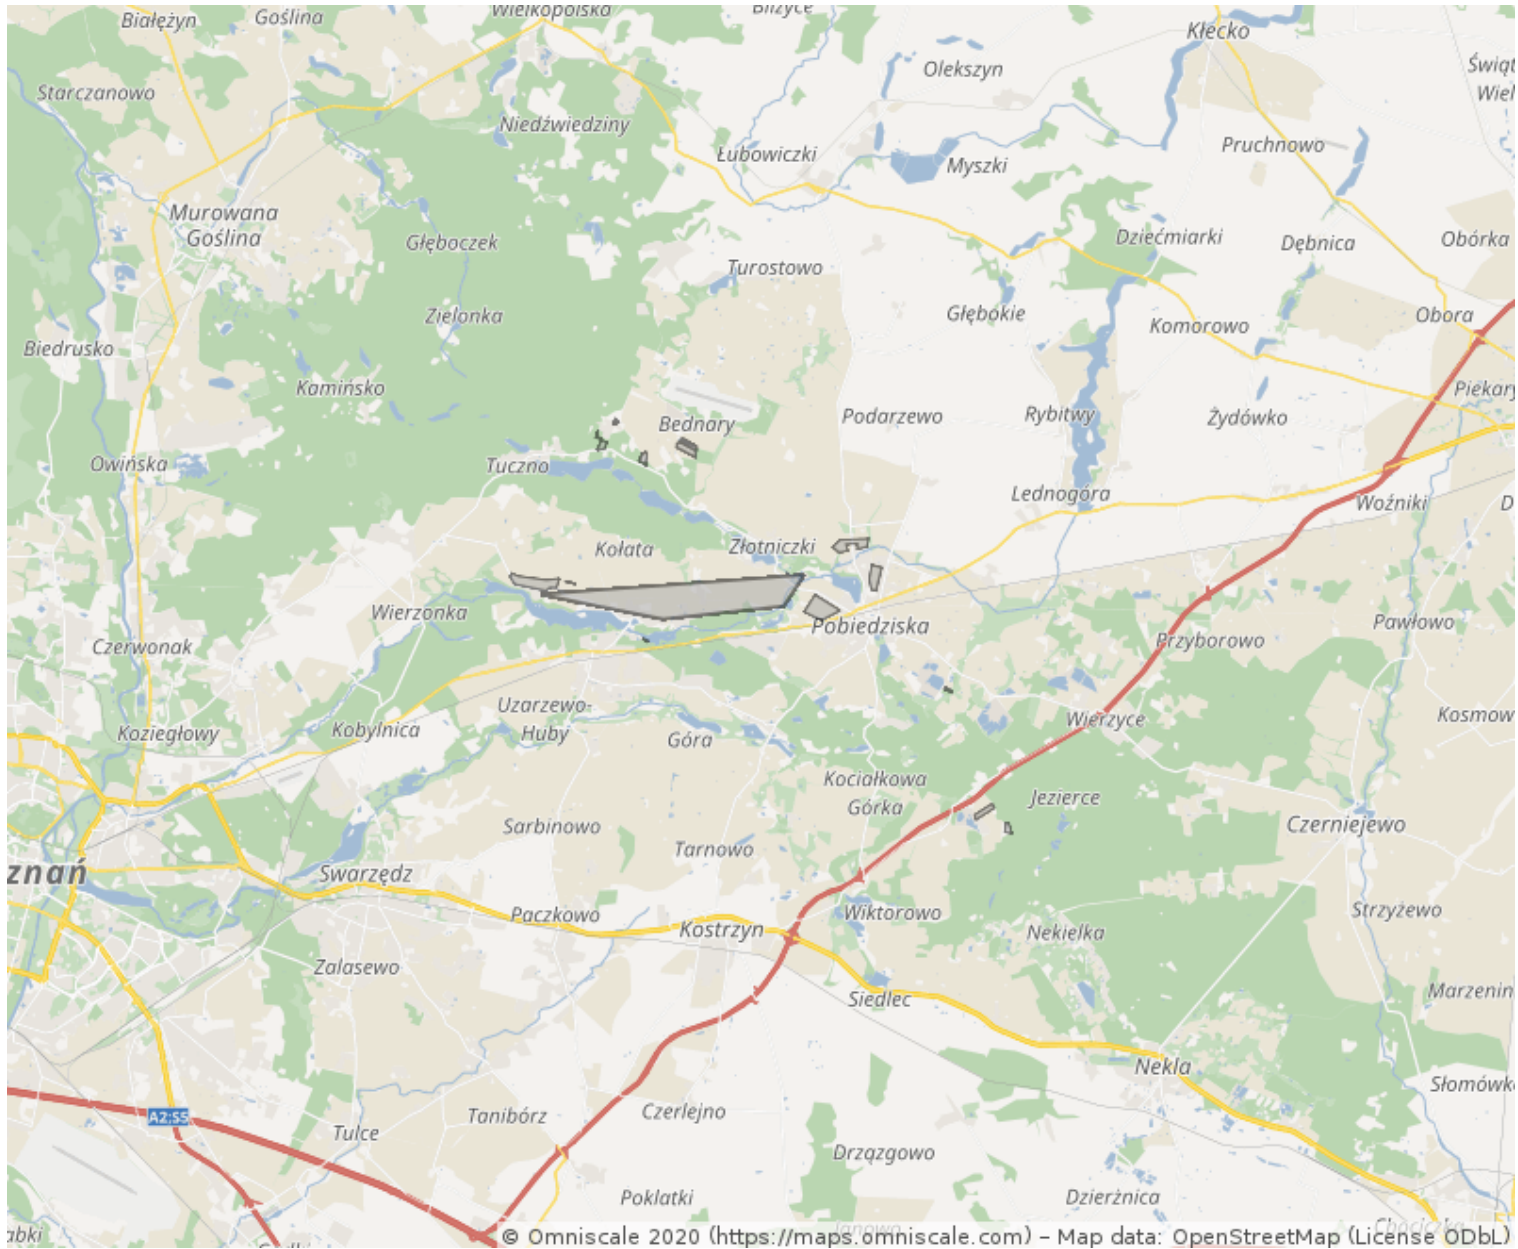 Białężyn
Goślina
Wielkopolska
Kłecko
Olekszyn
Starczanowo
Niedźwiedziny
Łubowiczki
Myszki
Pruchnowo
Murowana
Goślina
Głęboczek
Dziećmiarki
Dębnica
Obórka
Turostowo
Zielonka
Głębokie
Komorowo
Obora
Biedrusko
Kamińsko
Bednary
Podarzewo
Rybitwy
Żydówko
Piekary
Owińska
Tuczno
Lednogóra
Woźniki
Kołata
Złotniczki
Wierzonka
Pobiedziska
Przyborowo
Pawłowo
Czerwonak
Uzarzewo-
Huby
Koziegłowy
Kobylnica
Góra
Wierzyce
Kosmow
Kociałkowa
Górka
Jezierce
Czerniejewo
Sarbinowo
Tarnowo
znań
Swarzędz
Paczkowo
Kostrzyn
Wiktorowo
Nekielka
Strzyżewo
Zalasewo
Siedlec
Marzenin
Nekla
Słomówko
A2;S5
Tulce
Tanibórz
Czerlejno
Drzązgowo
Poklatki
Dzierżnica
© Omniscale 2020 (https://maps.omniscale.com) – Map data: OpenStreetMap (License ODbL)